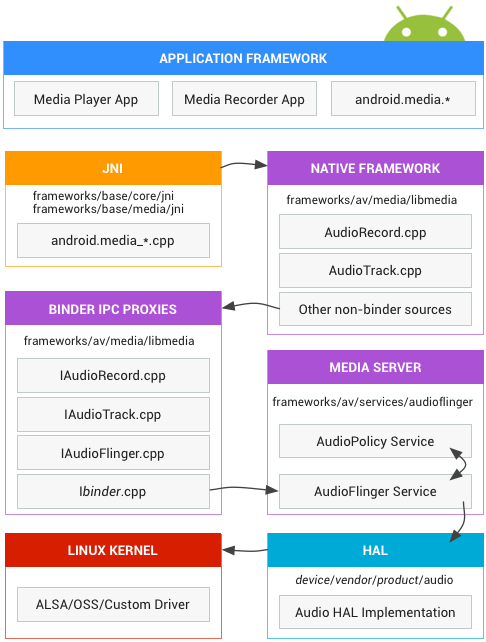 APPLICATION FRAMEWORK
Media Player App
Media Recorder App
android.media.*
JNI
frameworks/base/core/jni
frameworks/base/media/jni
android.media_*.cpp
NATIVE FRAMEWORK
frameworks/av/media/libmedia
AudioRecord.cpp
AudioTrack.cpp
Other non-binder sources
BINDER IPC PROXIES
frameworks/av/media/libmedia
IAudioRecord.cpp
IAudioTrack.cpp
IAudioFlinger.cpp
Ibinder.cpp
MEDIA SERVER
frameworks/av/services/audioflinger
AudioPolicy Service
AudioFlinger Service
LINUX KERNEL
ALSA/OSS/Custom Driver
HAL
device/vendor/product/audio
Audio HAL Implementation